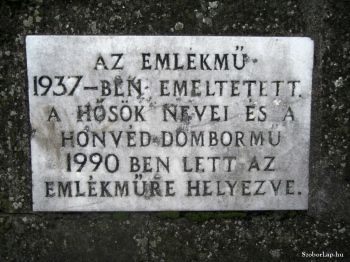 AZ EMLÉKMŰ
1937-BEN EMELTETETT.
A HŐSÖK NEVEI ÉS A
HONVÉD DOMBORMŰ
1990 BEN LETT AZ
EMLÉKMŰRE HELYEZVE.
SzoborLap.hu